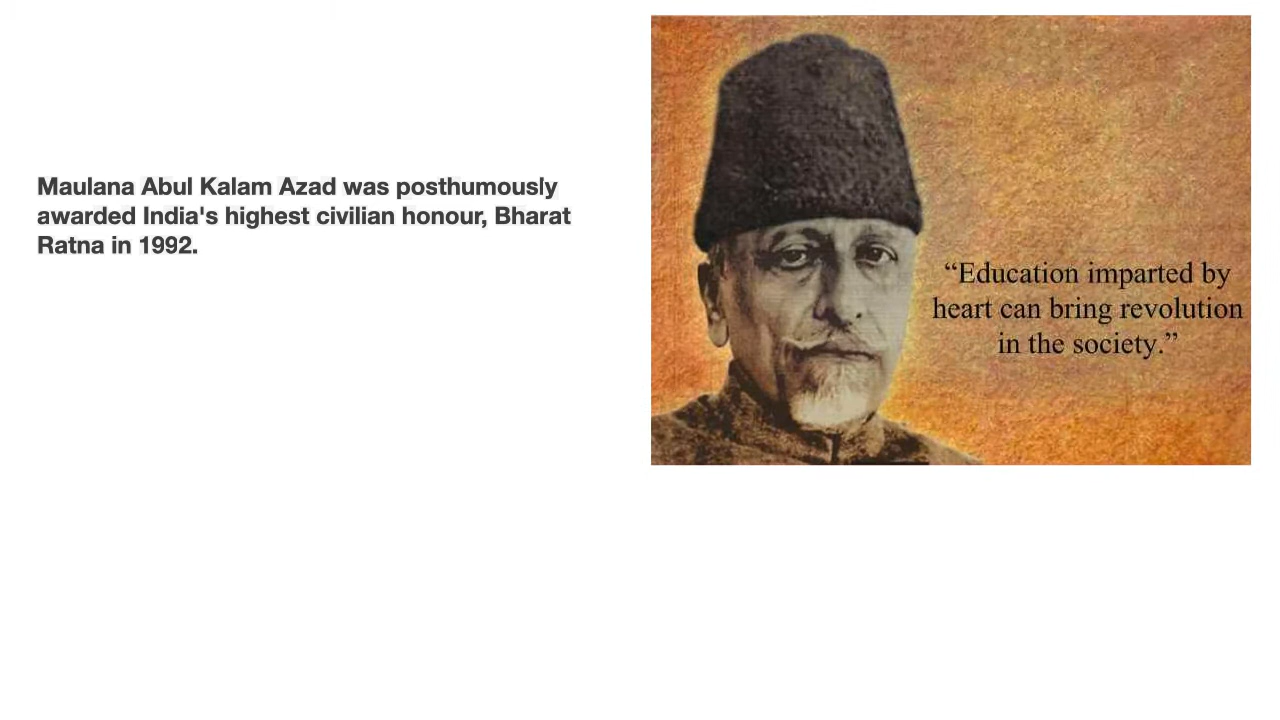 Maulana Abul Kalam Azad was posthumously
awarded India's highest civilian honour, Bharat
Ratna in 1992.
“Education imparted by
heart can bring revolution
in the society.”